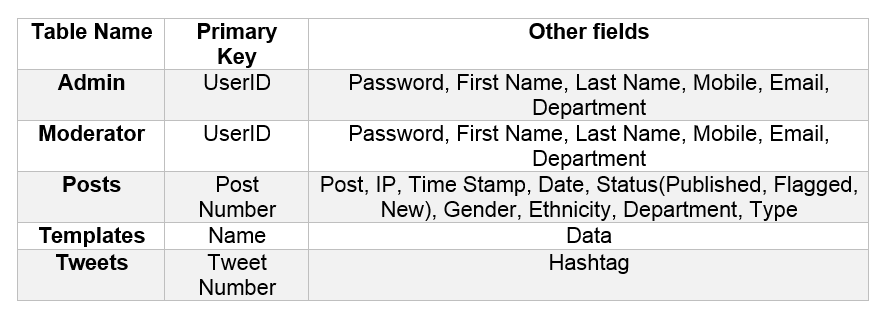 Table Name Primary Key Other fields
Admin UserID Password, First Name, Last Name, Mobile, Email,
Department
Moderator UserID Password, First Name, Last Name, Mobile, Email,
Department
Posts Post Number Post, IP, Time Stamp, Date, Status(Published, Flagged,
New), Gender, Ethnicity, Department, Type
Templates Name Data
Tweets Tweet Number Hashtag